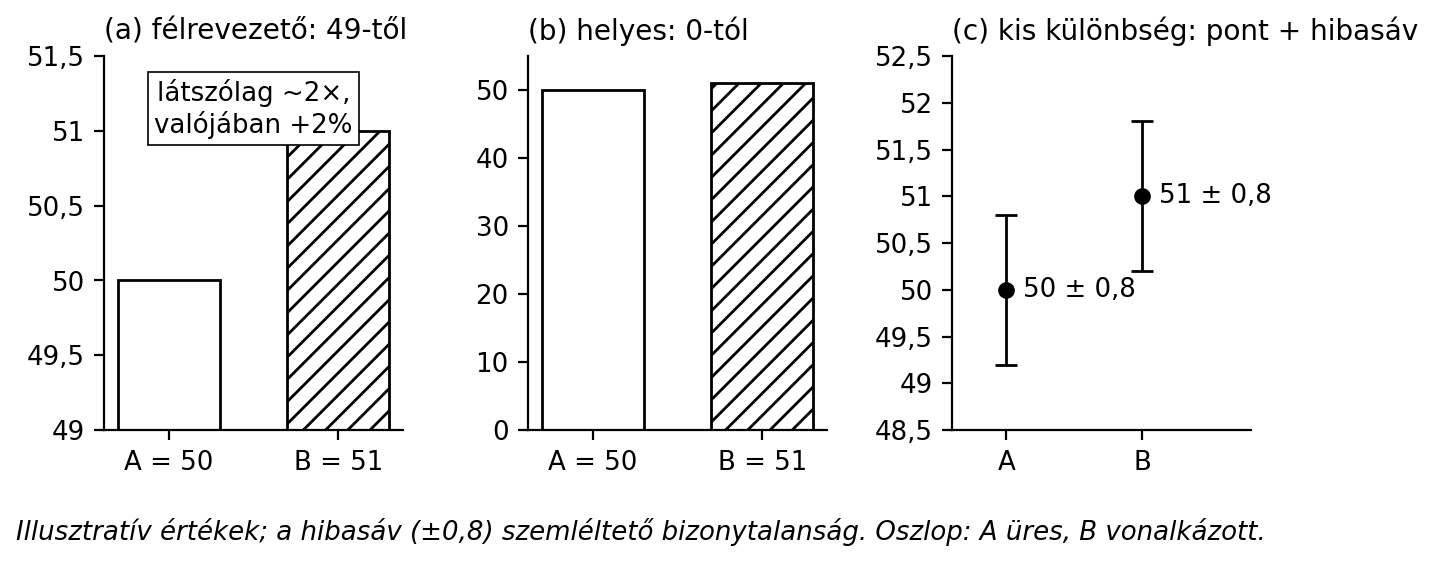 (a) félrevezető: 49-től
51,5
51
50,5
50
49,5
49
látszólag ~2×,
valójában +2%
A = 50
B = 51
(b) helyes: 0-tól
50
40
30
20
10
0
A = 50
B = 51
(c) kis különbség: pont + hibasáv
52,5
52
51,5
51
50,5
50
49,5
49
48,5
51 ± 0,8
50 ± 0,8
A
B
Illusztratív értékek; a hibasáv (±0,8) szemléltető bizonytalanság. Oszlop: A üres, B vonalkázott.